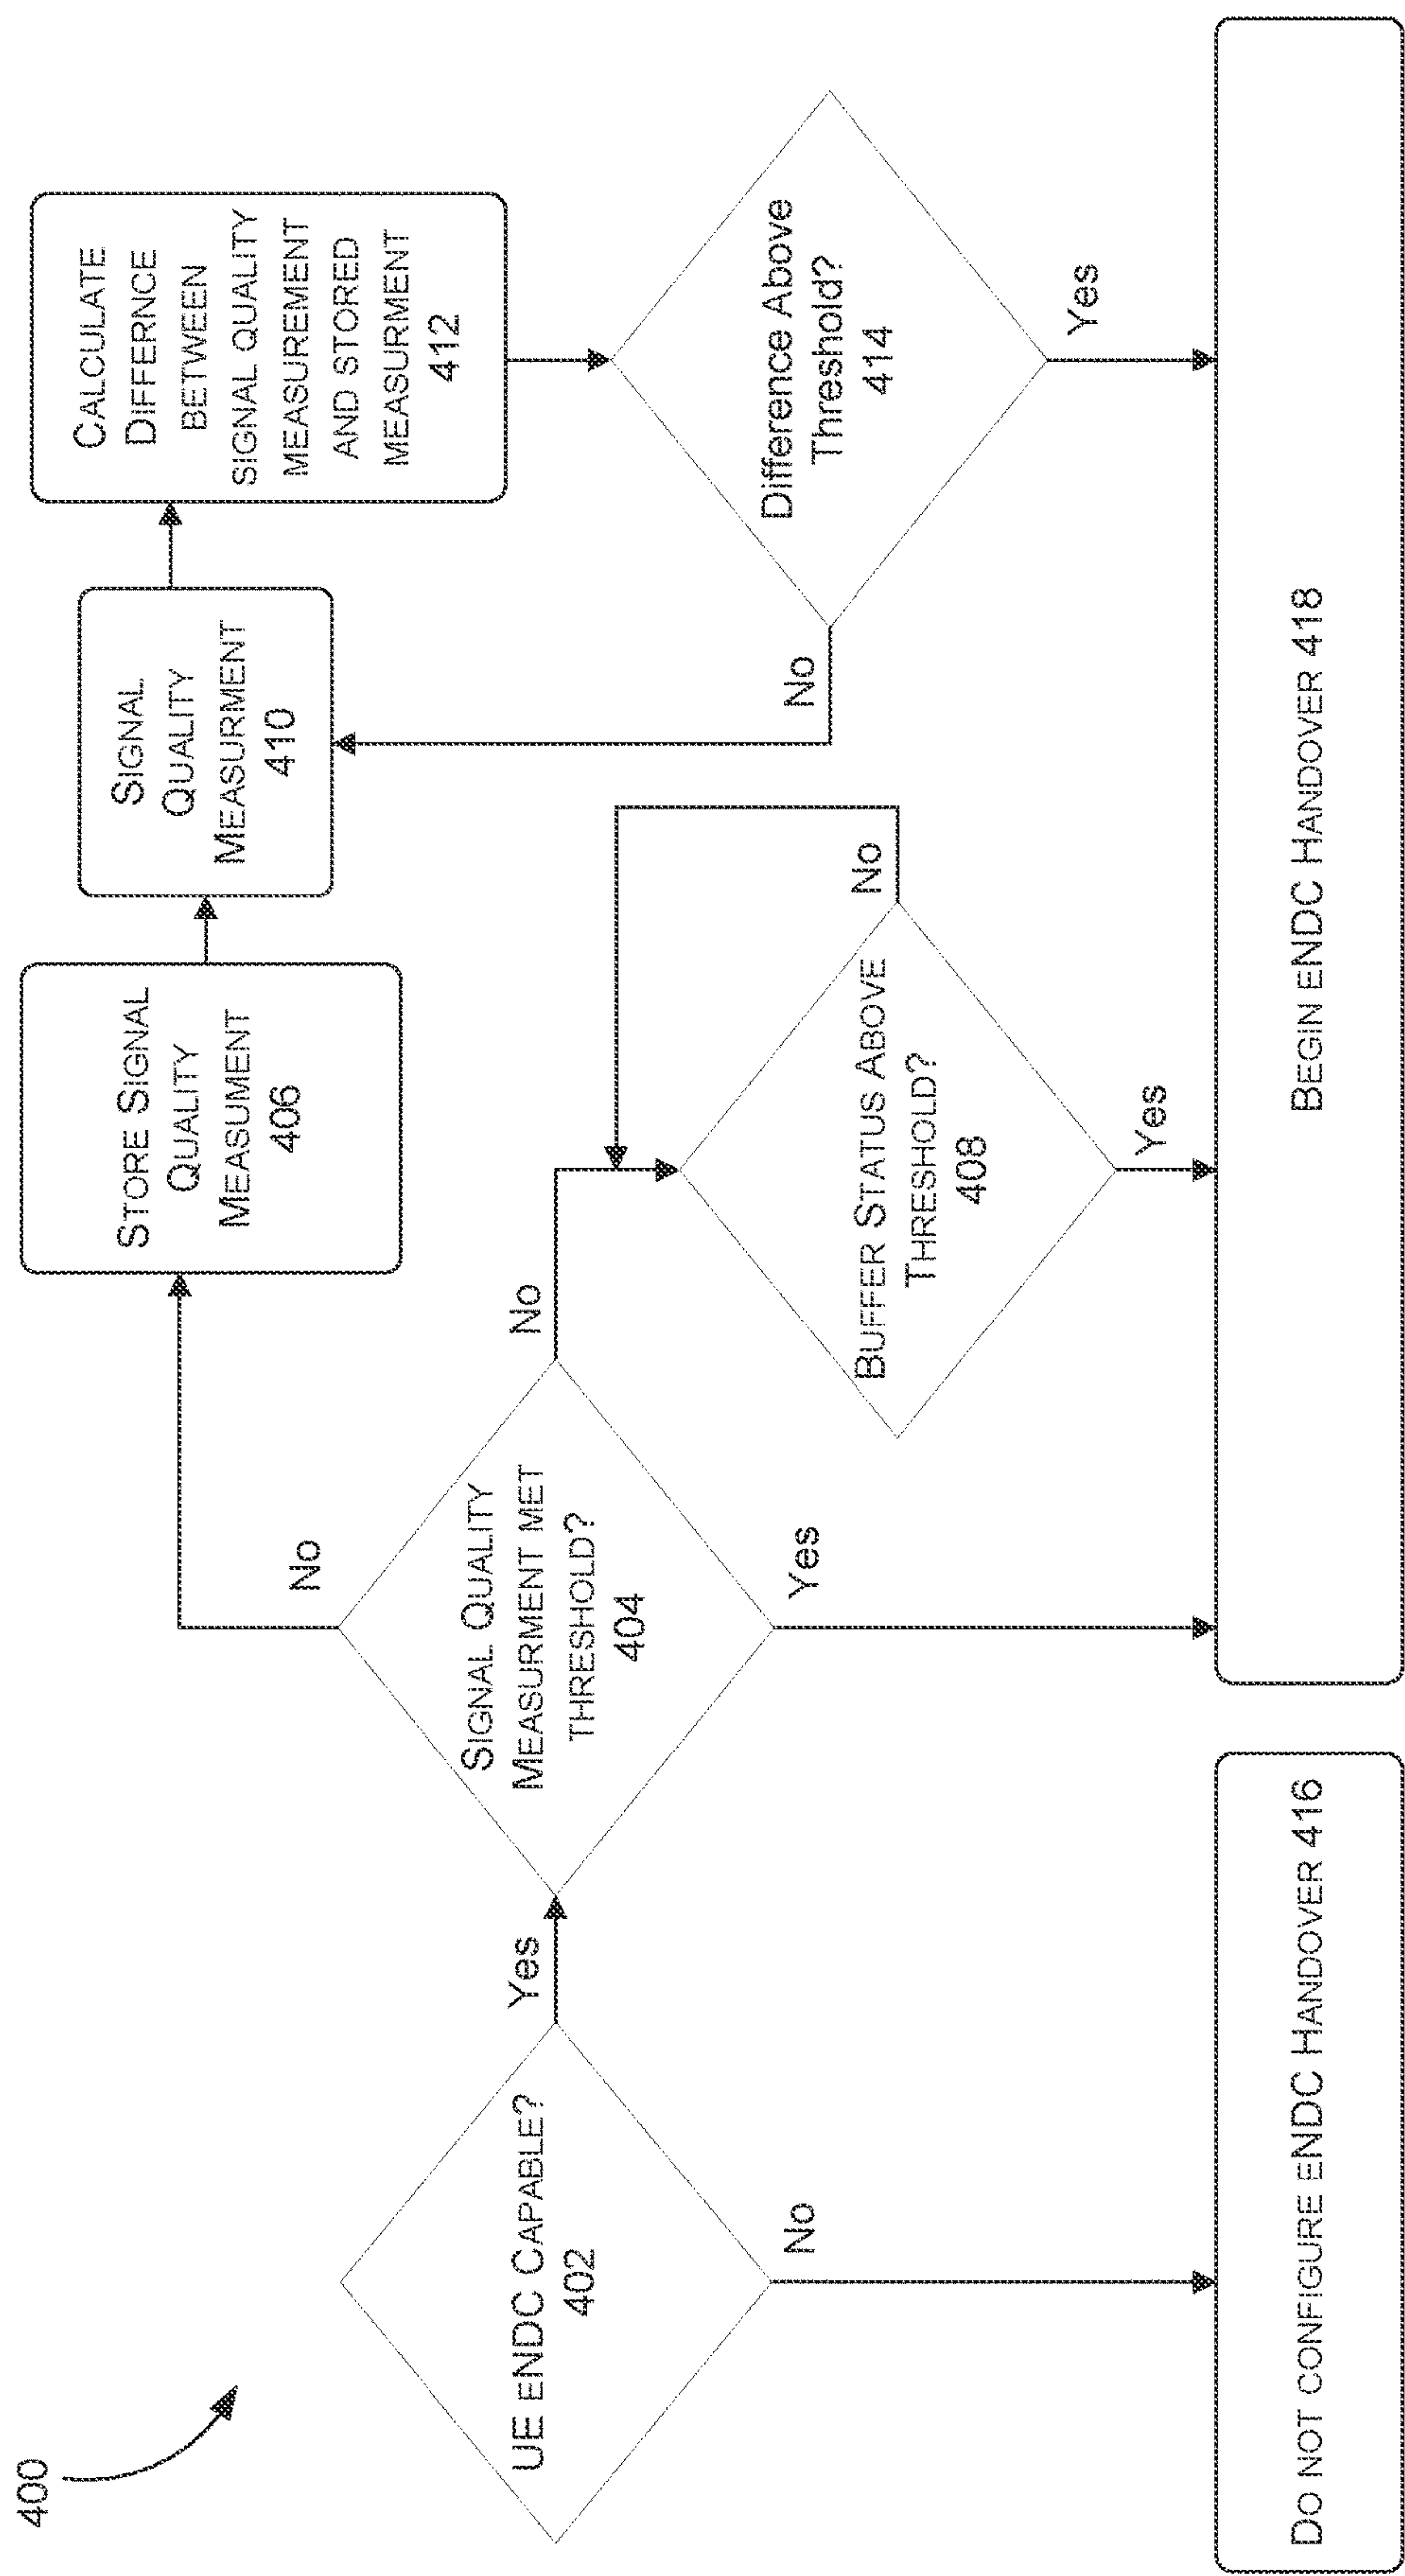 400
UE ENDC CAPABLE?
402
Yes
No
SIGNAL QUALITY
MEASURMENT MET
THRESHOLD?
404
No
No
Yes
STORE SIGNAL
QUALITY
MEASUMENT
406
BUFFER STATUS ABOVE
THRESHOLD?
408
No
Yes
SIGNAL
QUALITY
MEASURMENT
410
CALCULATE
DIFFERNCE
BETWEEN
SIGNAL QUALITY
MEASUREMENT
AND STORED
MEASURMENT
412
Difference Above
Threshold?
414
No
Yes
DO NOT CONFIGURE ENDC HANDOVER 416
BEGIN ENDC HANDOVER 418